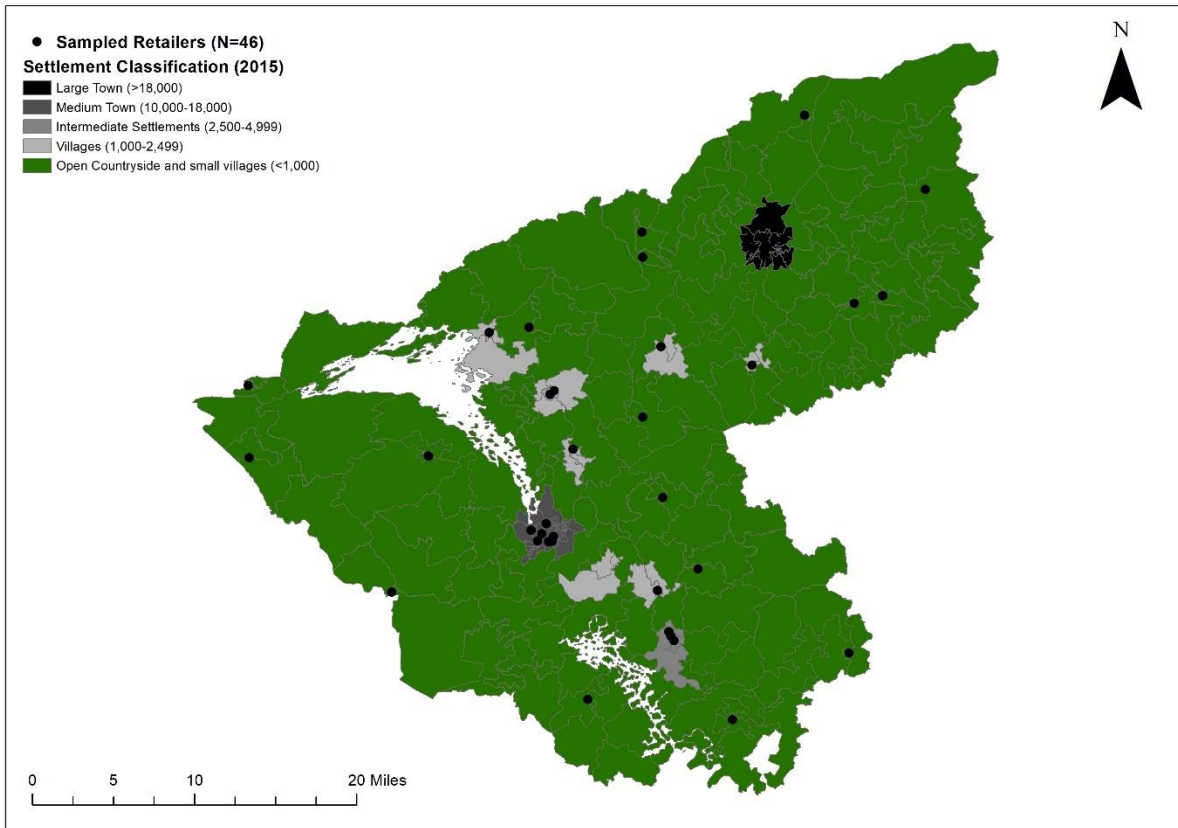 Sampled Retailers (N=46)
Settlement Classification (2015)
Large Town (>18,000)
Medium Town (10,000-18,000)
Intermediate Settlements (2,500-4,999)
Villages (1,000-2,499)
Open Countryside and small villages (<1,000)
N
0 5 10 20 Miles